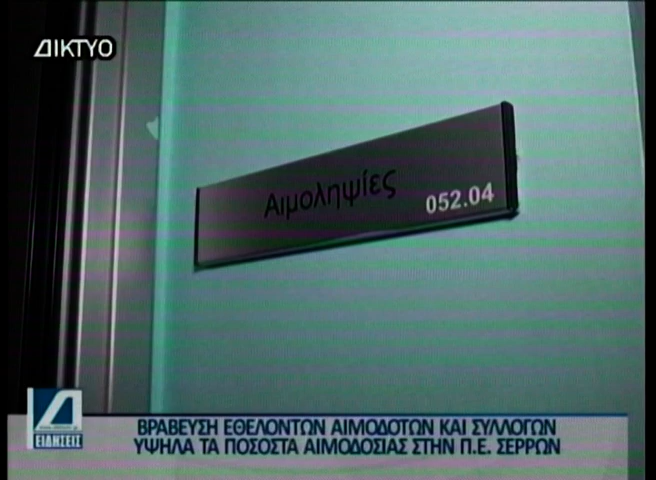 ΔΙΚΤΥΟ
Αιμοληψίες
052.04
ΕΙΔΗΣΕΙΣ
ΒΡΑΒΕΥΣΗ ΕΘΕΛΟΝΤΩΝ ΑΙΜΟΔΟΤΩΝ ΚΑΙ ΣΥΛΛΟΓΩΝ
ΥΨΗΛΑ ΤΑ ΠΟΣΟΣΤΑ ΑΙΜΟΔΟΣΙΑΣ ΣΤΗΝ Π.Ε. ΣΕΡΡΩΝ